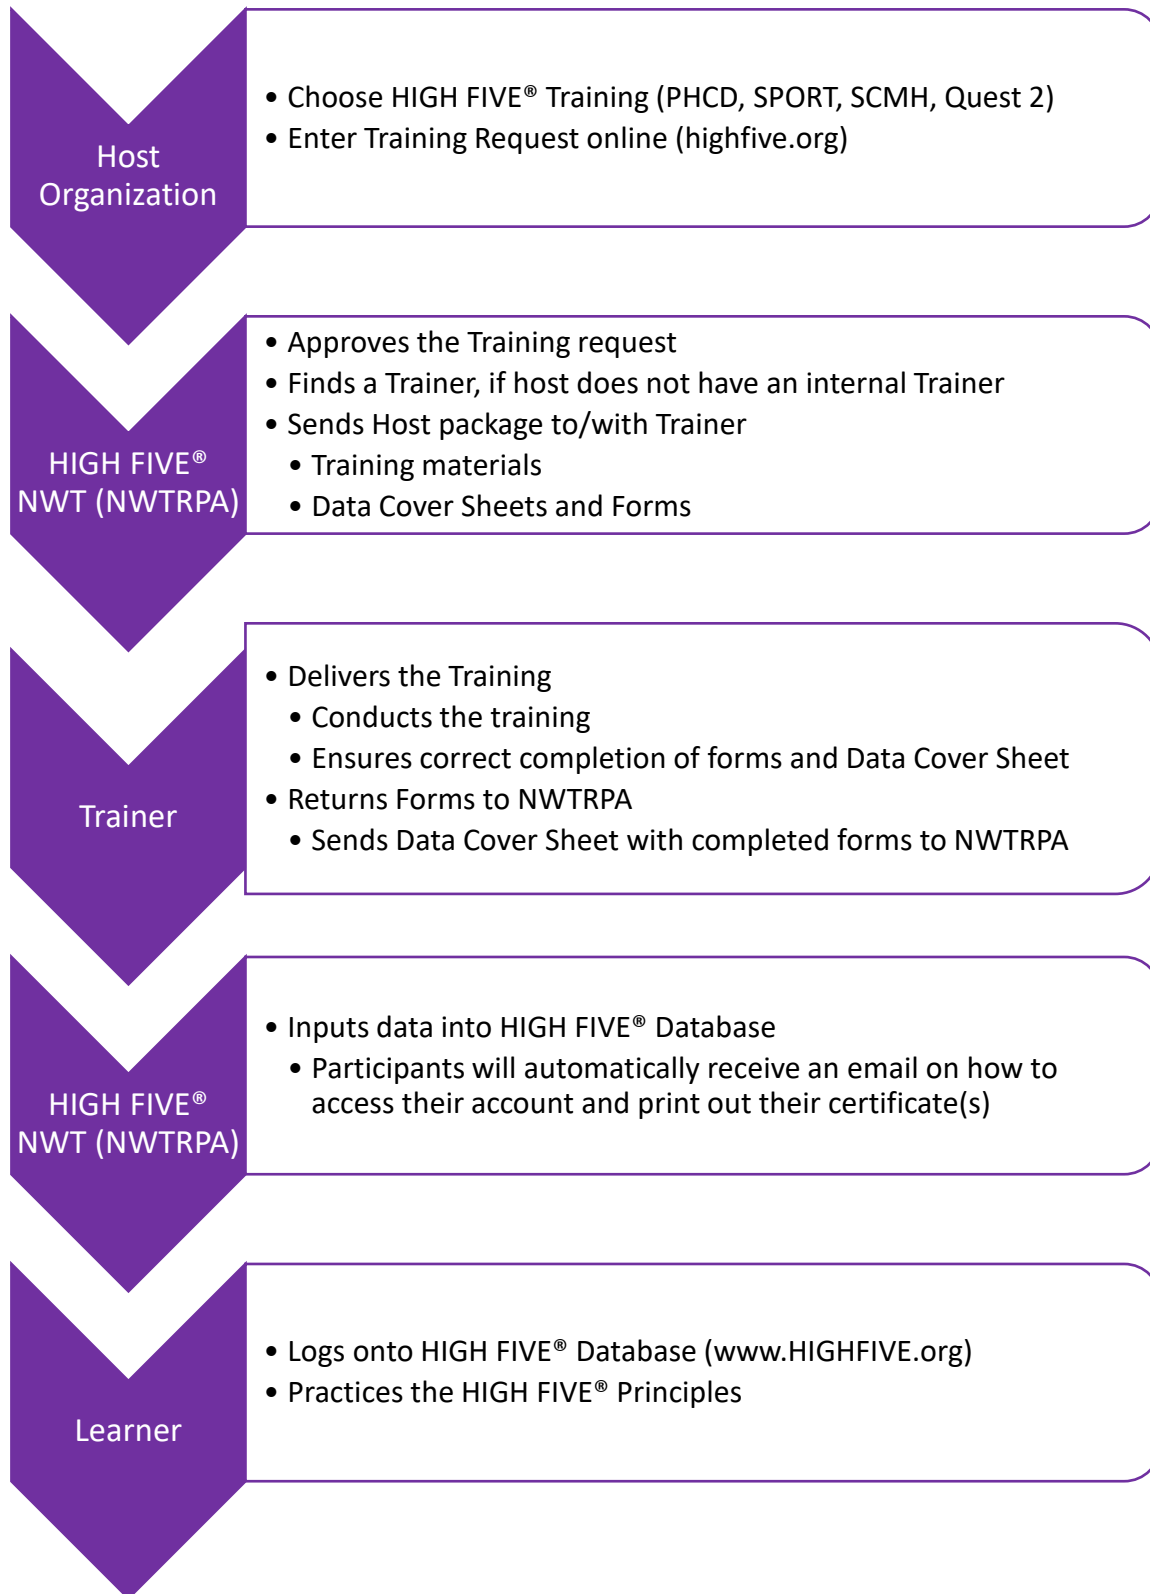 Host
Organization
• Choose HIGH FIVE® Training (PHCD, SPORT, SCMH, Quest 2)
• Enter Training Request online (highfive.org)
HIGH FIVE®
NWT (NWTRPA)
• Approves the Training request
• Finds a Trainer, if host does not have an internal Trainer
• Sends Host package to/with Trainer
• Training materials
• Data Cover Sheets and Forms
Trainer
• Delivers the Training
• Conducts the training
• Ensures correct completion of forms and Data Cover Sheet
• Returns Forms to NWTRPA
• Sends Data Cover Sheet with completed forms to NWTRPA
HIGH FIVE®
NWT (NWTRPA)
• Inputs data into HIGH FIVE® Database
• Participants will automatically receive an email on how to
access their account and print out their certificate(s)
Learner
• Logs onto HIGH FIVE® Database (www.HIGHFIVE.org)
• Practices the HIGH FIVE® Principles